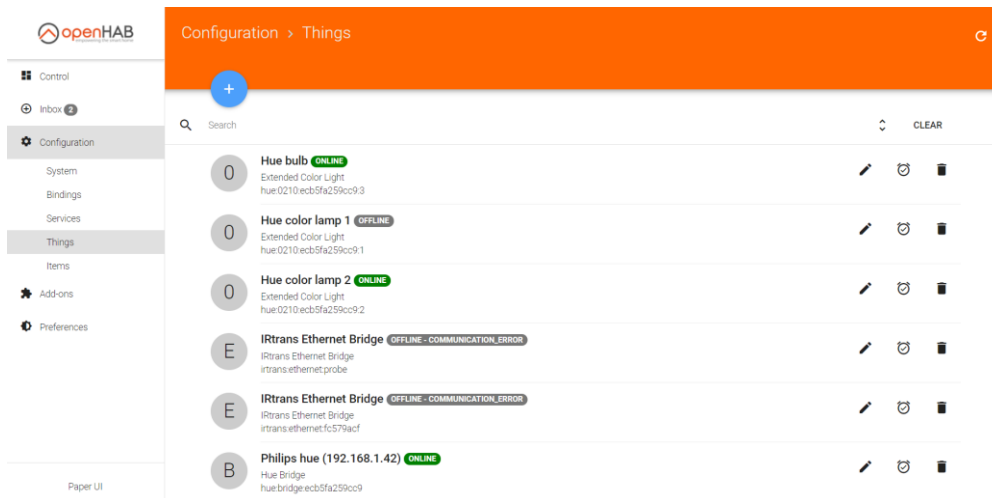 openHAB
empowering the smart home
Configuration > Things
Control
Inbox 2
Configuration
System
Bindings
Services
Things
Items
Add-ons
Preferences
Paper UI
+
Search
CLEAR
0
Hue bulb ONLINE
Extended Color Light
hue:0210:ecb5fa259cc9:3
0
Hue color lamp 1 OFFLINE
Extended Color Light
hue:0210:ecb5fa259cc9:1
0
Hue color lamp 2 ONLINE
Extended Color Light
hue:0210:ecb5fa259cc9:2
E
IRtrans Ethernet Bridge OFFLINE - COMMUNICATION_ERROR
IRtrans Ethernet Bridge
irtrans:ethernet:probe
E
IRtrans Ethernet Bridge OFFLINE - COMMUNICATION_ERROR
IRtrans Ethernet Bridge
irtrans:ethernet:fc579acf
B
Philips hue (192.168.1.42) ONLINE
Hue Bridge
hue:bridge:ecb5fa259cc9